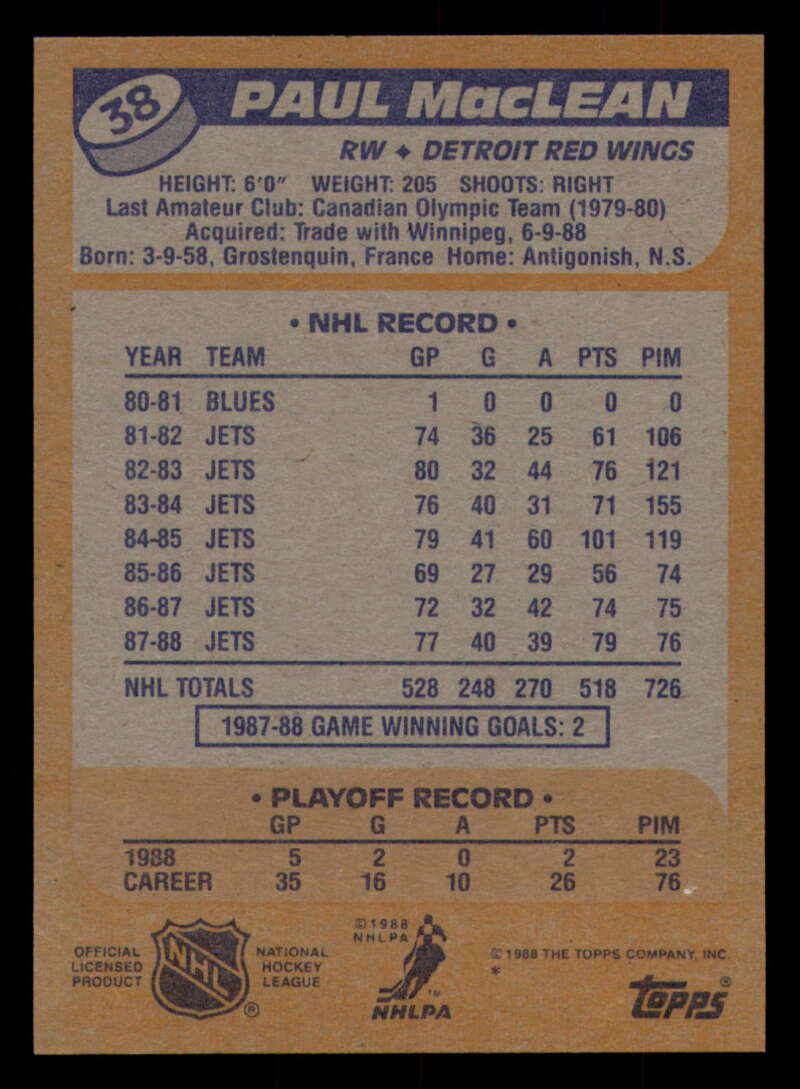 38
PAUL MacLEAN
RW ✦ DETROIT RED WINGS
HEIGHT: 6'0" WEIGHT: 205 SHOOTS: RIGHT
Last Amateur Club: Canadian Olympic Team (1979-80)
Acquired: Trade with Winnipeg, 6-9-88
Born: 3-9-58, Grostenquin, France Home: Antigonish, N.S.
• NHL RECORD •
YEAR TEAM GP G A PTS PIM
80-81 BLUES 1 0 0 0 0
81-82 JETS 74 36 25 61 106
82-83 JETS 80 32 44 76 121
83-84 JETS 76 40 31 71 155
84-85 JETS 79 41 60 101 119
85-86 JETS 69 27 29 56 74
86-87 JETS 72 32 42 74 75
87-88 JETS 77 40 39 79 76
NHL TOTALS 528 248 270 518 726
1987-88 GAME WINNING GOALS: 2
• PLAYOFF RECORD •
GP G A PTS PIM
1988 5 2 0 2 23
CAREER 35 16 10 26 76
OFFICIAL
LICENSED
PRODUCT
NHL
®
NATIONAL
HOCKEY
LEAGUE
©1988
NHLPA
™
NHLPA
©1988 THE TOPPS COMPANY, INC.
*
topps®